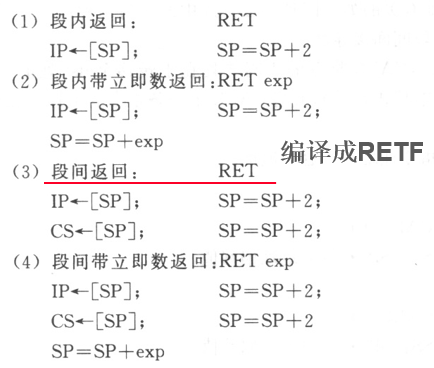 (1) 段内返回: RET
IP←[SP]; SP=SP+2
(2) 段内带立即数返回:RET exp
IP←[SP]; SP=SP+2;
SP=SP+exp
编译成RETF
(3) 段间返回: RET
IP←[SP]; SP=SP+2;
CS←[SP]; SP=SP+2;
(4) 段间带立即数返回:RET exp
IP←[SP]; SP=SP+2;
CS←[SP]; SP=SP+2
SP=SP+exp